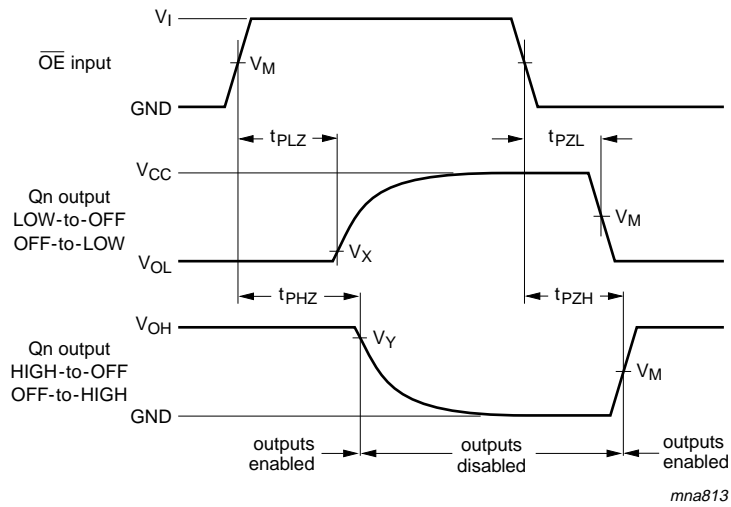 V_I
OE input
V_M
GND
t_PLZ
t_PZL
V_CC
Qn output
LOW-to-OFF
OFF-to-LOW
V_M
V_X
V_OL
t_PHZ
t_PZH
V_OH
V_Y
Qn output
HIGH-to-OFF
OFF-to-HIGH
V_M
GND
outputs
enabled
outputs
disabled
outputs
enabled
mna813